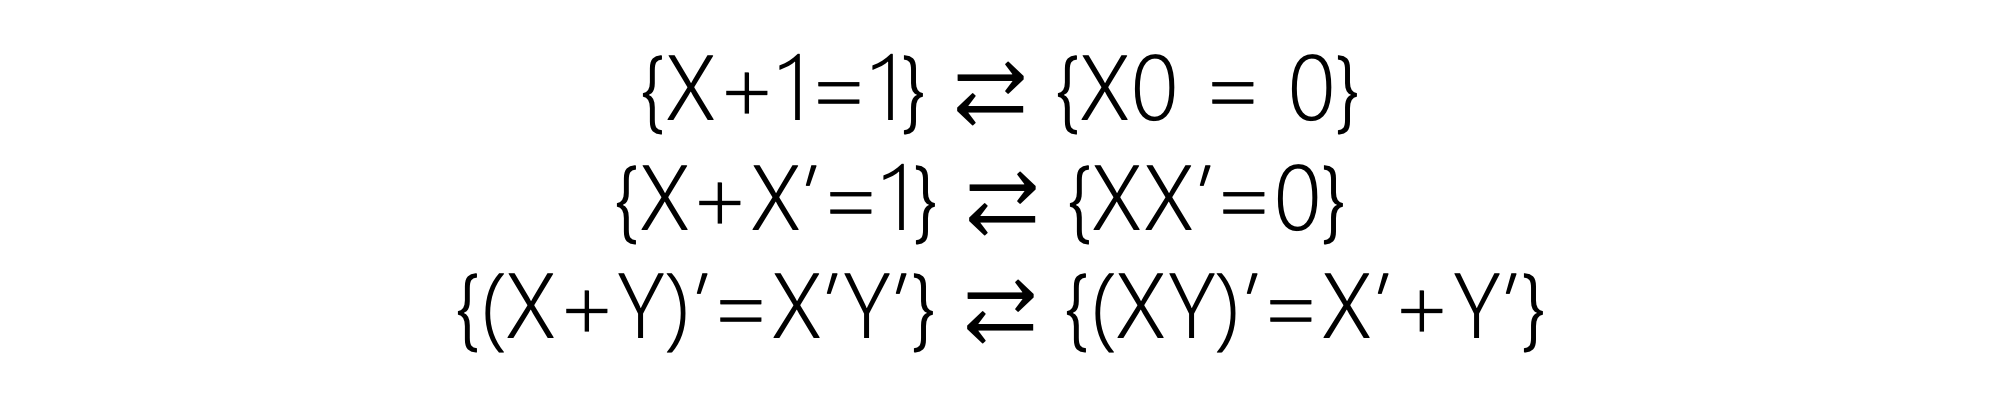 {X+1=1} ⇄ {X0 = 0}
{X+X′=1} ⇄ {XX′=0}
{(X+Y)′=X′Y′} ⇄ {(XY)′=X′+Y′}